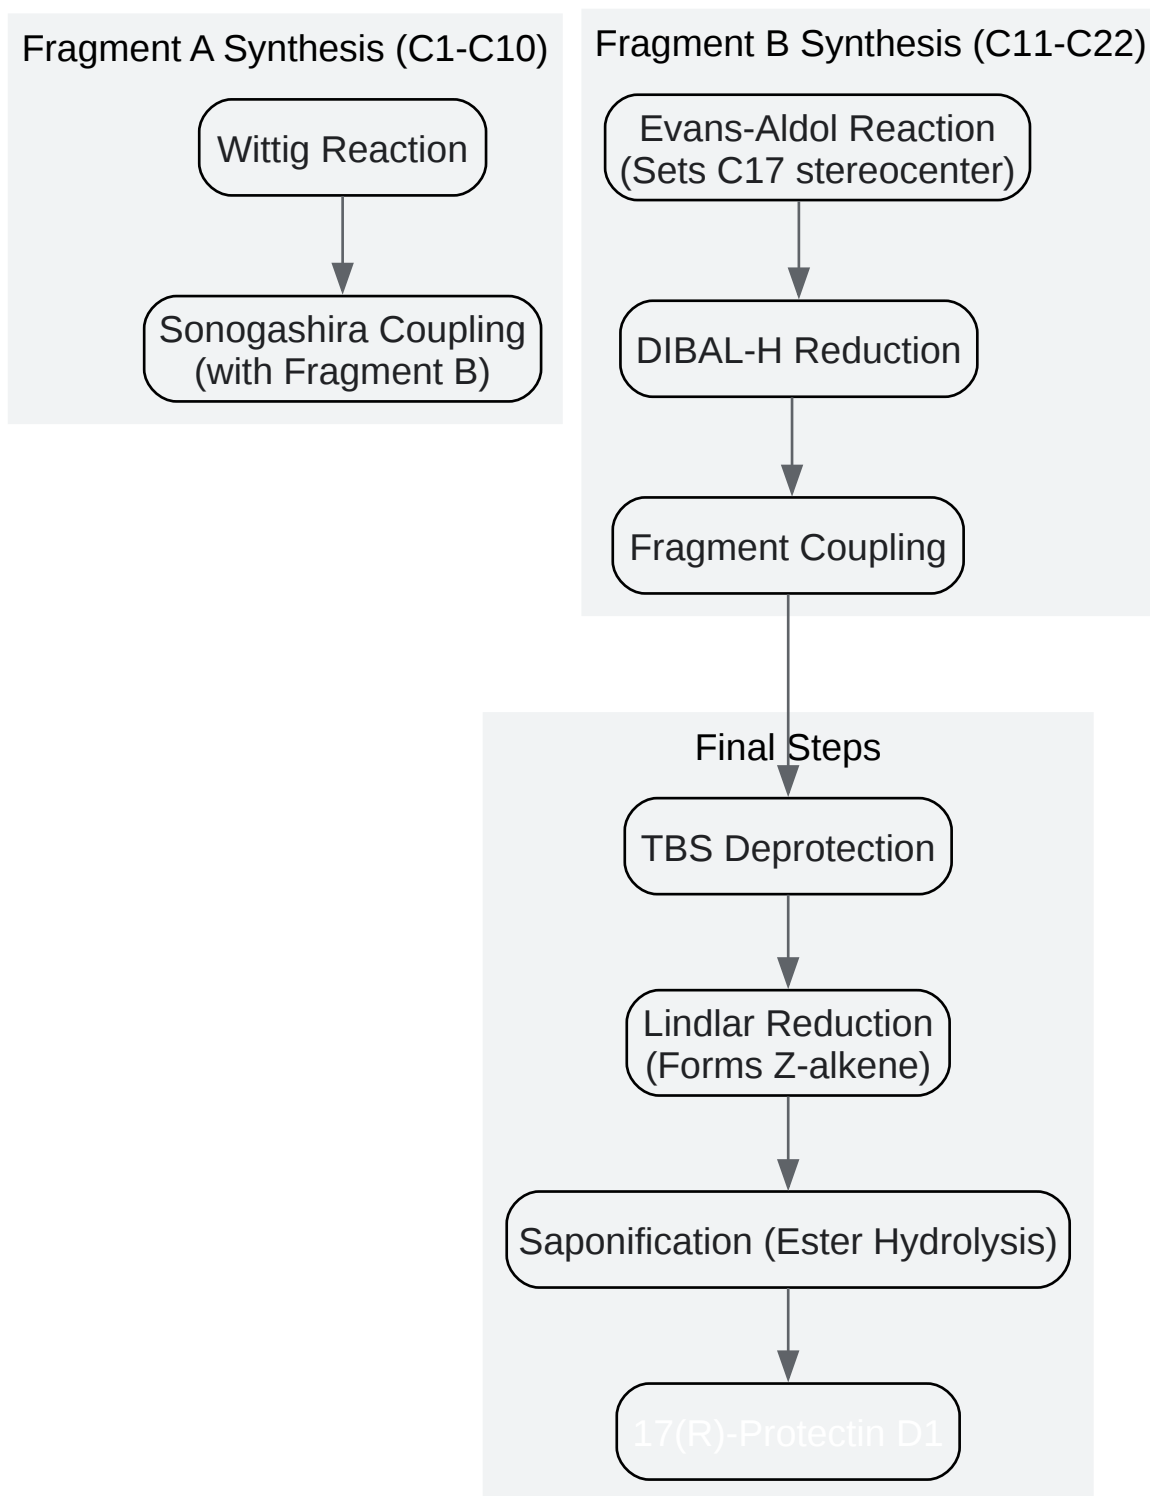 Fragment A Synthesis (C1-C10)
Wittig Reaction
Sonogashira Coupling
(with Fragment B)
Fragment B Synthesis (C11-C22)
Evans-Aldol Reaction
(Sets C17 stereocenter)
DIBAL-H Reduction
Fragment Coupling
Final Steps
TBS Deprotection
Lindlar Reduction
(Forms Z-alkene)
Saponification (Ester Hydrolysis)
17(R)-Protectin D1